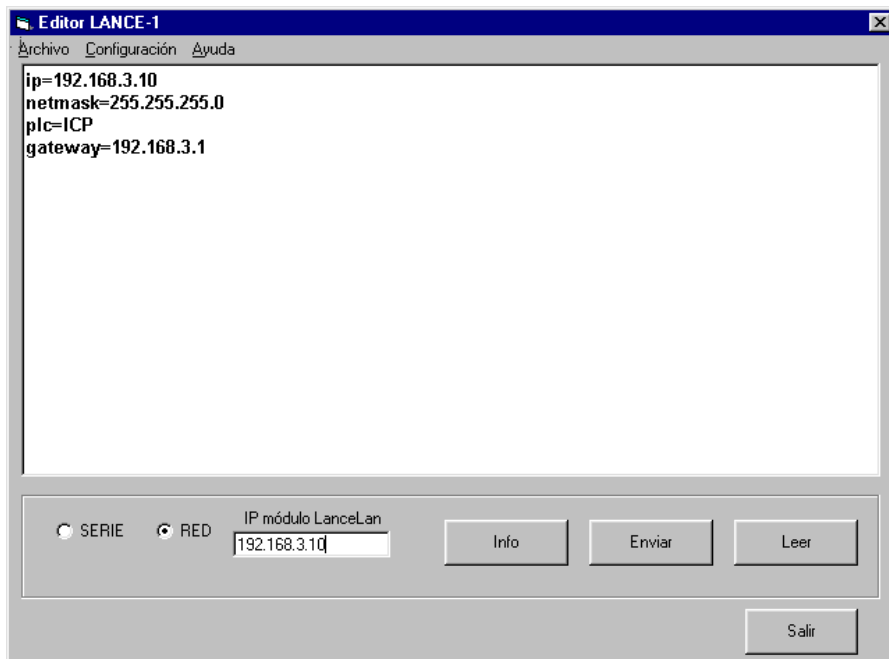 Editor LANCE-1
Archivo Configuración Ayuda
ip=192.168.3.10
netmask=255.255.255.0
plc=ICP
gateway=192.168.3.1
IP módulo LanceLan
SERIE RED 192.168.3.10 Info Enviar Leer
Salir